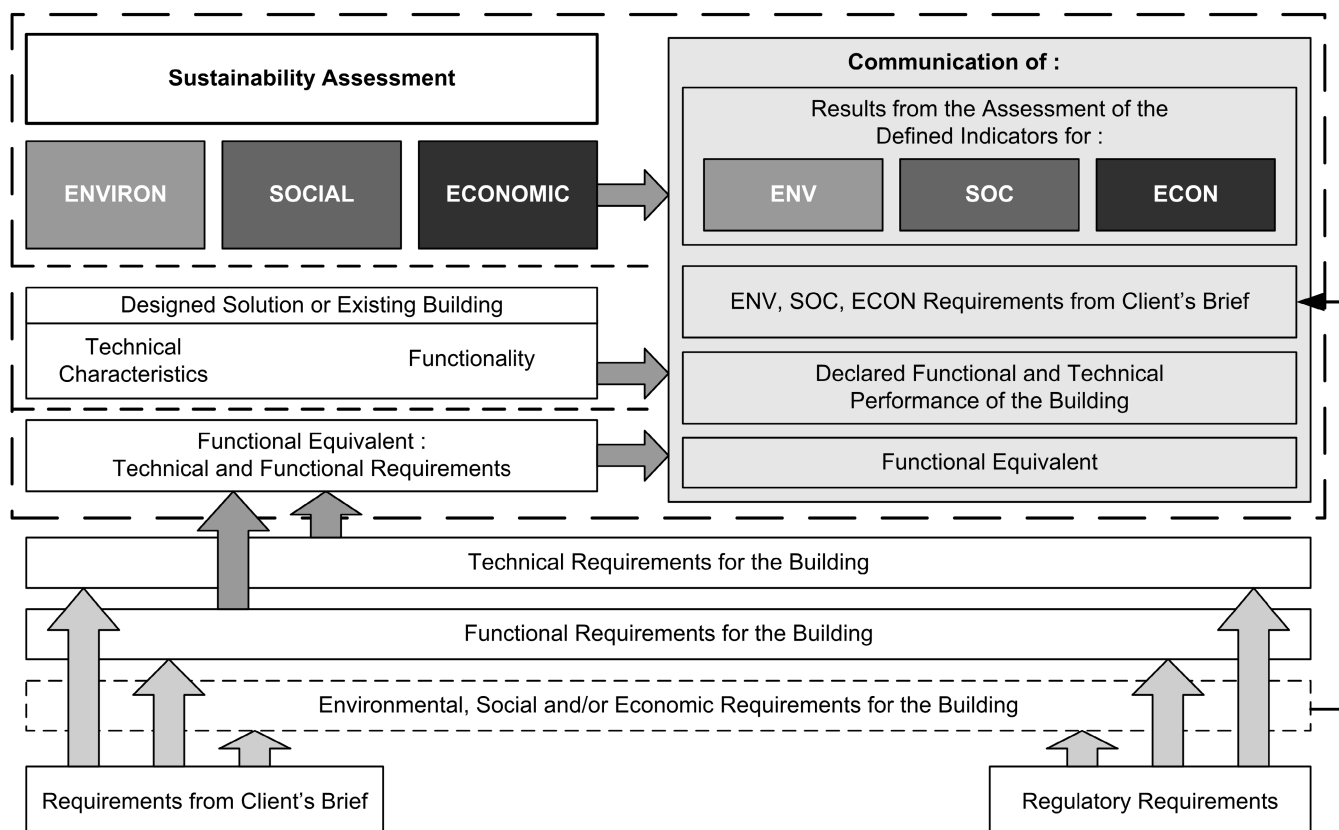 Sustainability Assessment
ENVIRON
SOCIAL
ECONOMIC
Communication of :
Results from the Assessment of the
Defined Indicators for :
ENV
SOC
ECON
ENV, SOC, ECON Requirements from Client's Brief
Designed Solution or Existing Building
Technical
Characteristics
Functionality
Declared Functional and Technical
Performance of the Building
Functional Equivalent :
Technical and Functional Requirements
Functional Equivalent
Technical Requirements for the Building
Functional Requirements for the Building
Environmental, Social and/or Economic Requirements for the Building
Requirements from Client's Brief
Regulatory Requirements